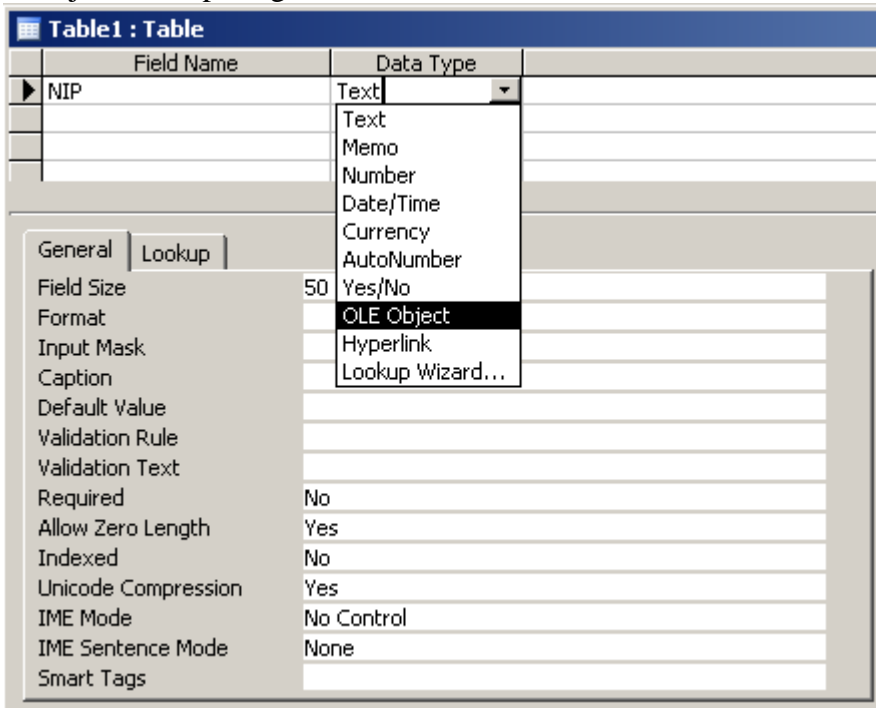 Table1 : Table
Field Name Data Type
NIP Text
Text
Memo
Number
Date/Time
Currency
AutoNumber
Yes/No
OLE Object
Hyperlink
Lookup Wizard...
General Lookup
Field Size 50
Format
Input Mask
Caption
Default Value
Validation Rule
Validation Text
Required No
Allow Zero Length Yes
Indexed No
Unicode Compression Yes
IME Mode No Control
IME Sentence Mode None
Smart Tags